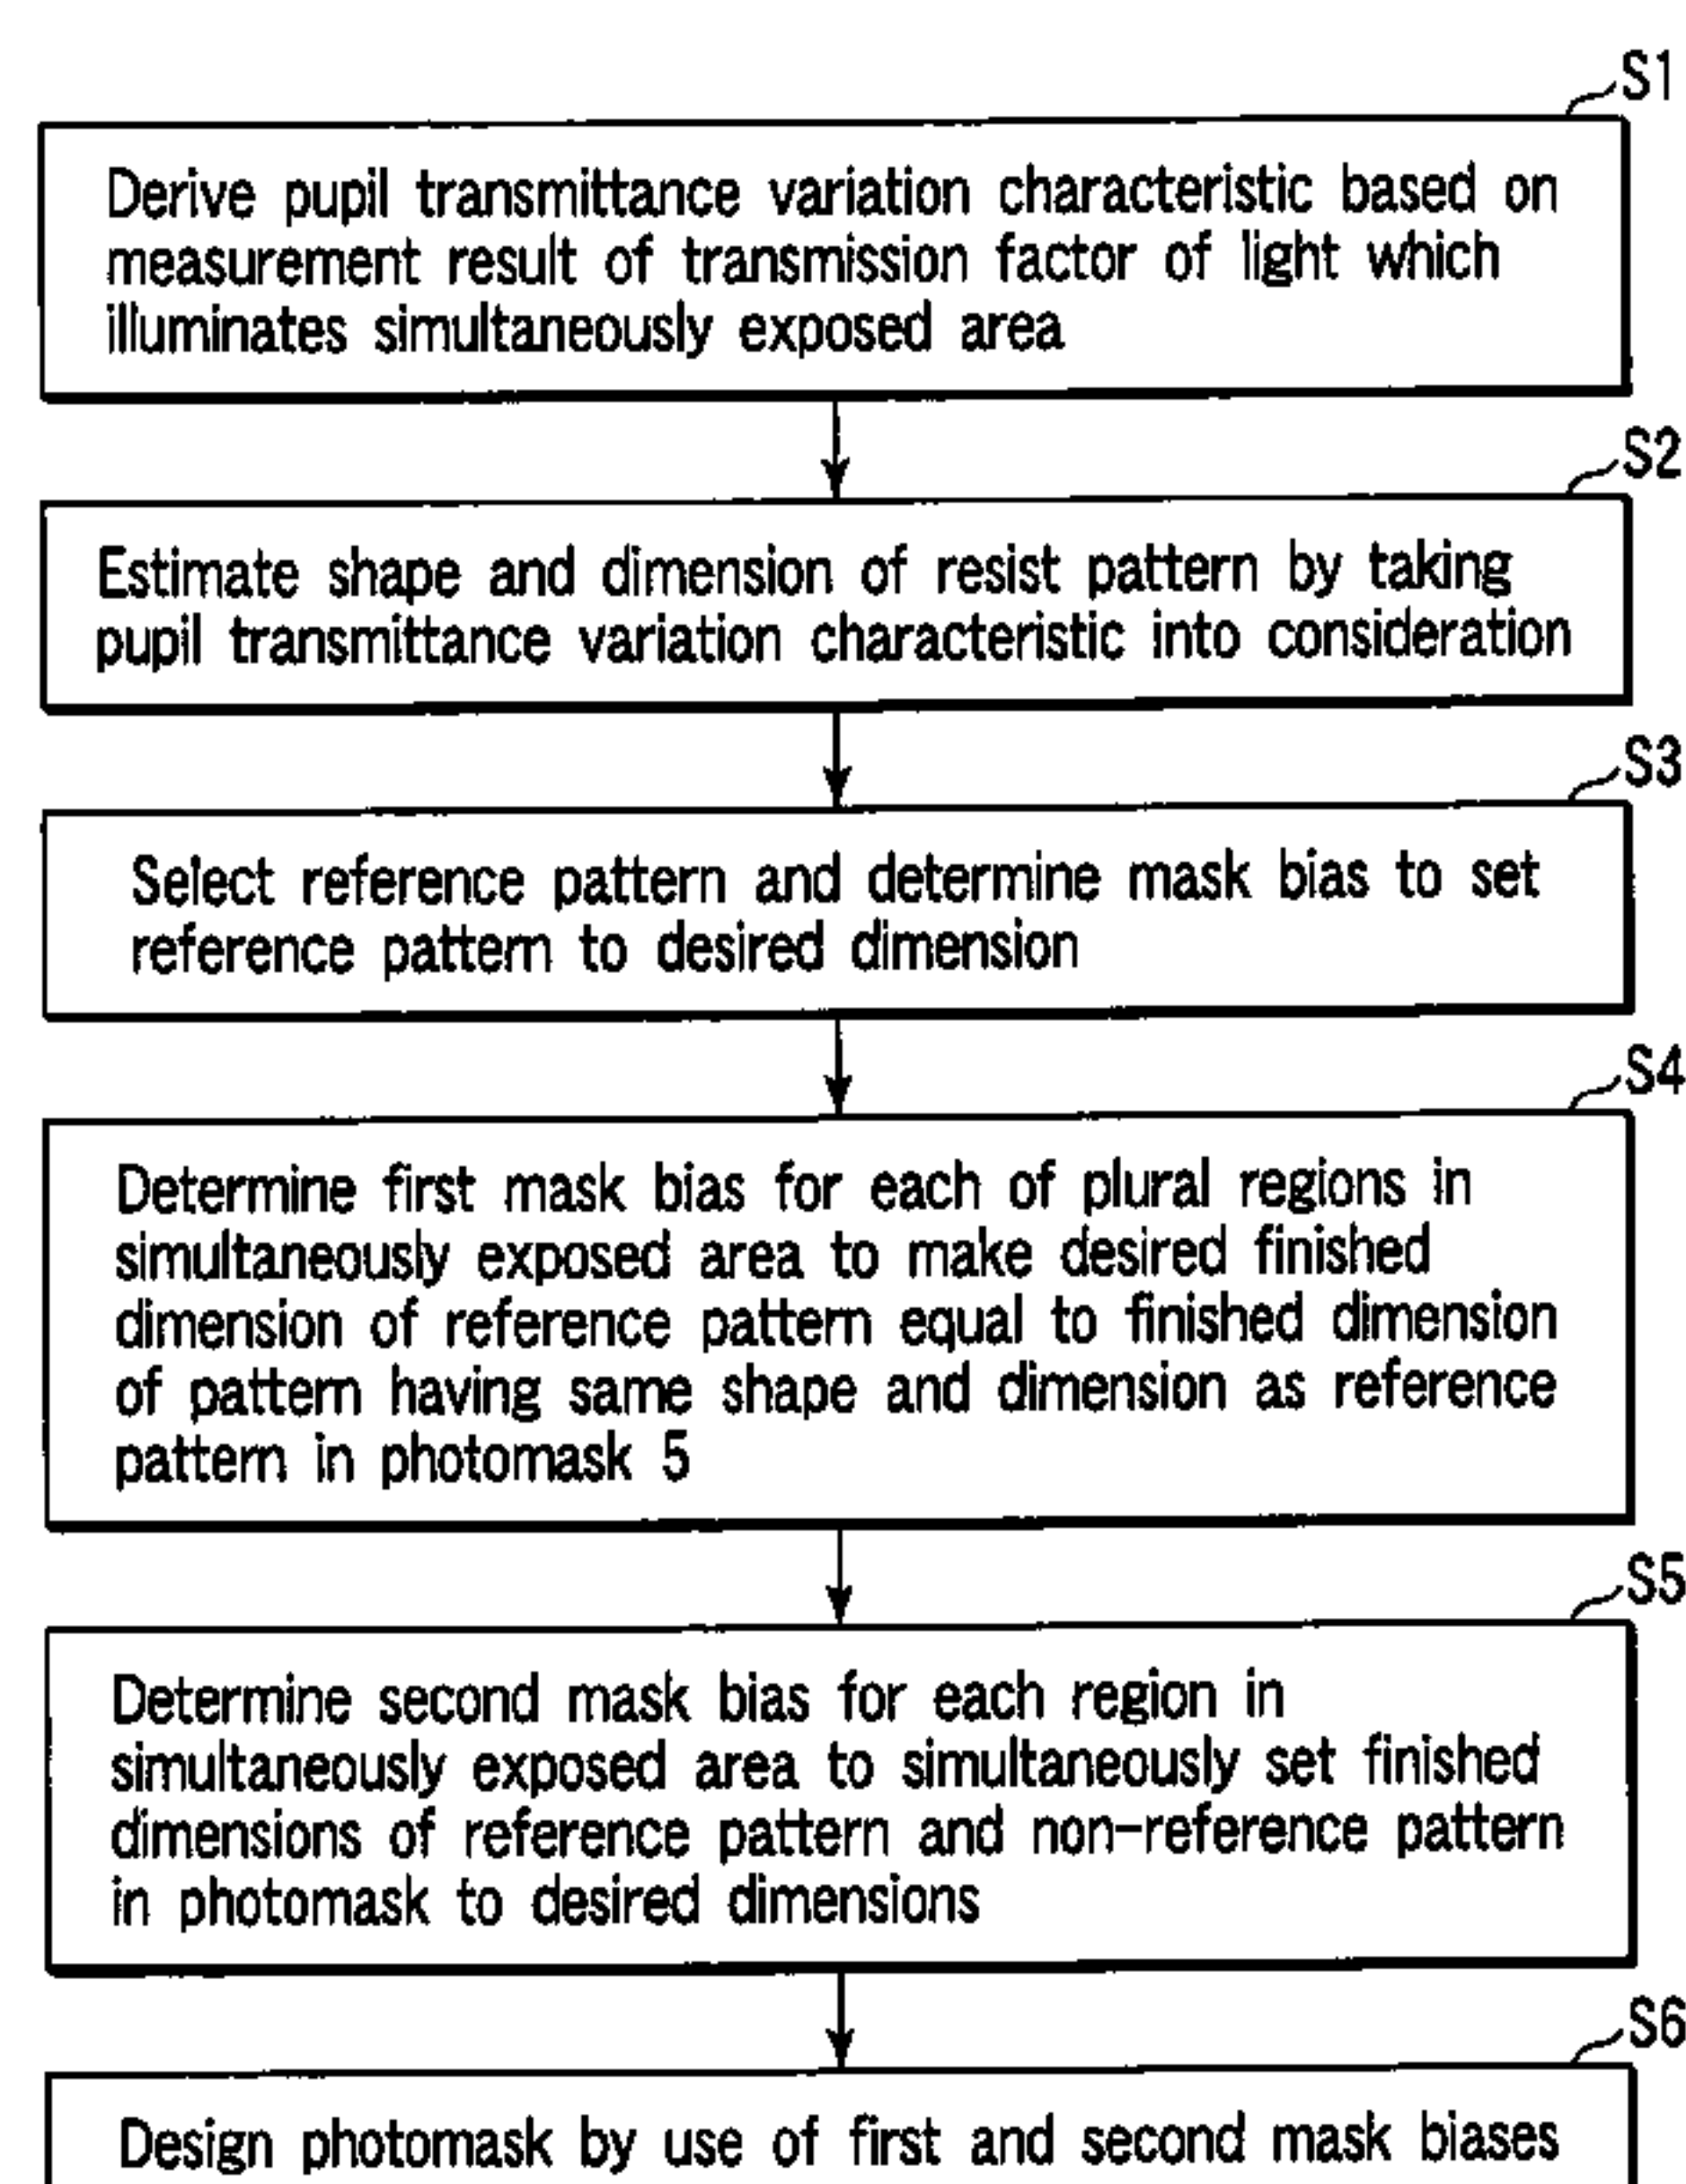 S1
Derive pupil transmittance variation characteristic based on
measurement result of transmission factor of light which
illuminates simultaneously exposed area
S2
Estimate shape and dimension of resist pattern by taking
pupil transmittance variation characteristic into consideration
S3
Select reference pattern and determine mask bias to set
reference pattern to desired dimension
S4
Determine first mask bias for each of plural regions in
simultaneously exposed area to make desired finished
dimension of reference pattern equal to finished dimension
of pattern having same shape and dimension as reference
pattern in photomask 5
S5
Determine second mask bias for each region in
simultaneously exposed area to simultaneously set finished
dimensions of reference pattern and non-reference pattern
in photomask to desired dimensions
S6
Design photomask by use of first and second mask biases